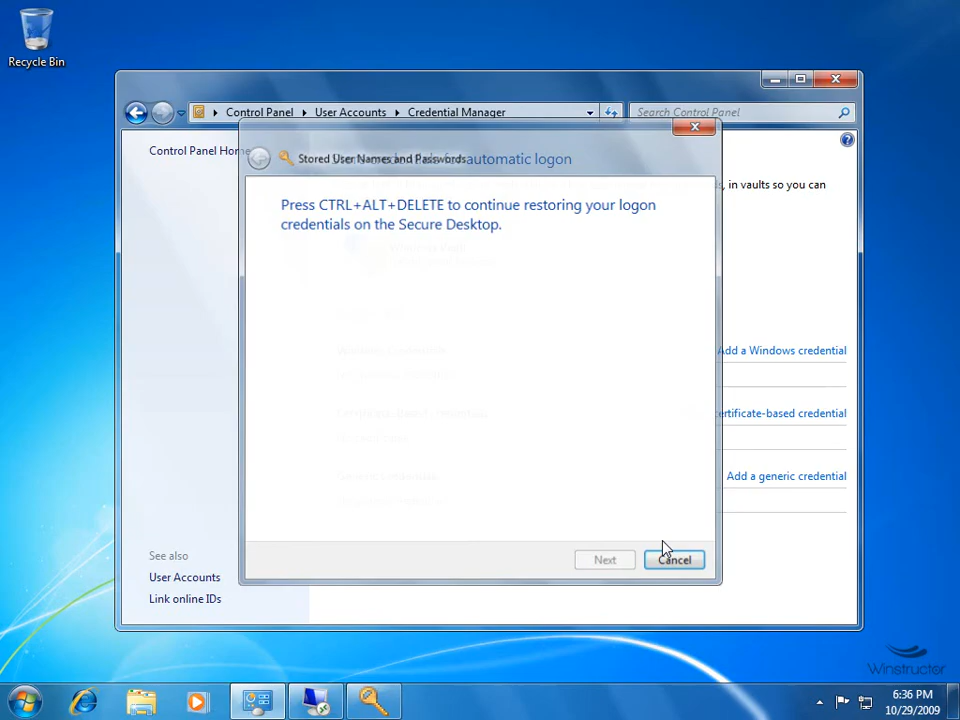 Recycle Bin
Control Panel
User Accounts
Credential Manager
Search Control Panel
Control Panel Home
Stored User Names and Passwords
automatic logon
, in vaults so you can
Press CTRL+ALT+DELETE to continue restoring your logon
credentials on the Secure Desktop.
Add a Windows credential
certificate-based credential
Add a generic credential
Next
Cancel
See also
User Accounts
Link online IDs
Winstructor
6:36 PM
10/29/2009